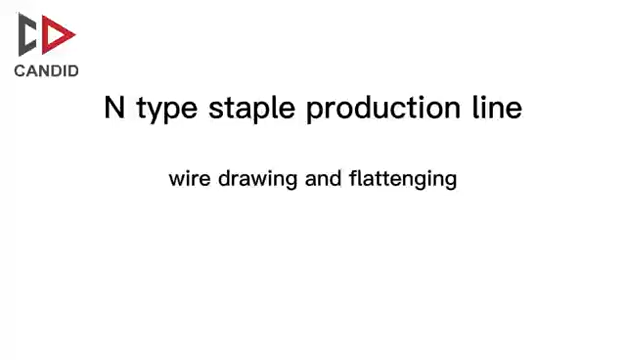 CANDID
N type staple production line
wire drawing and flattenging